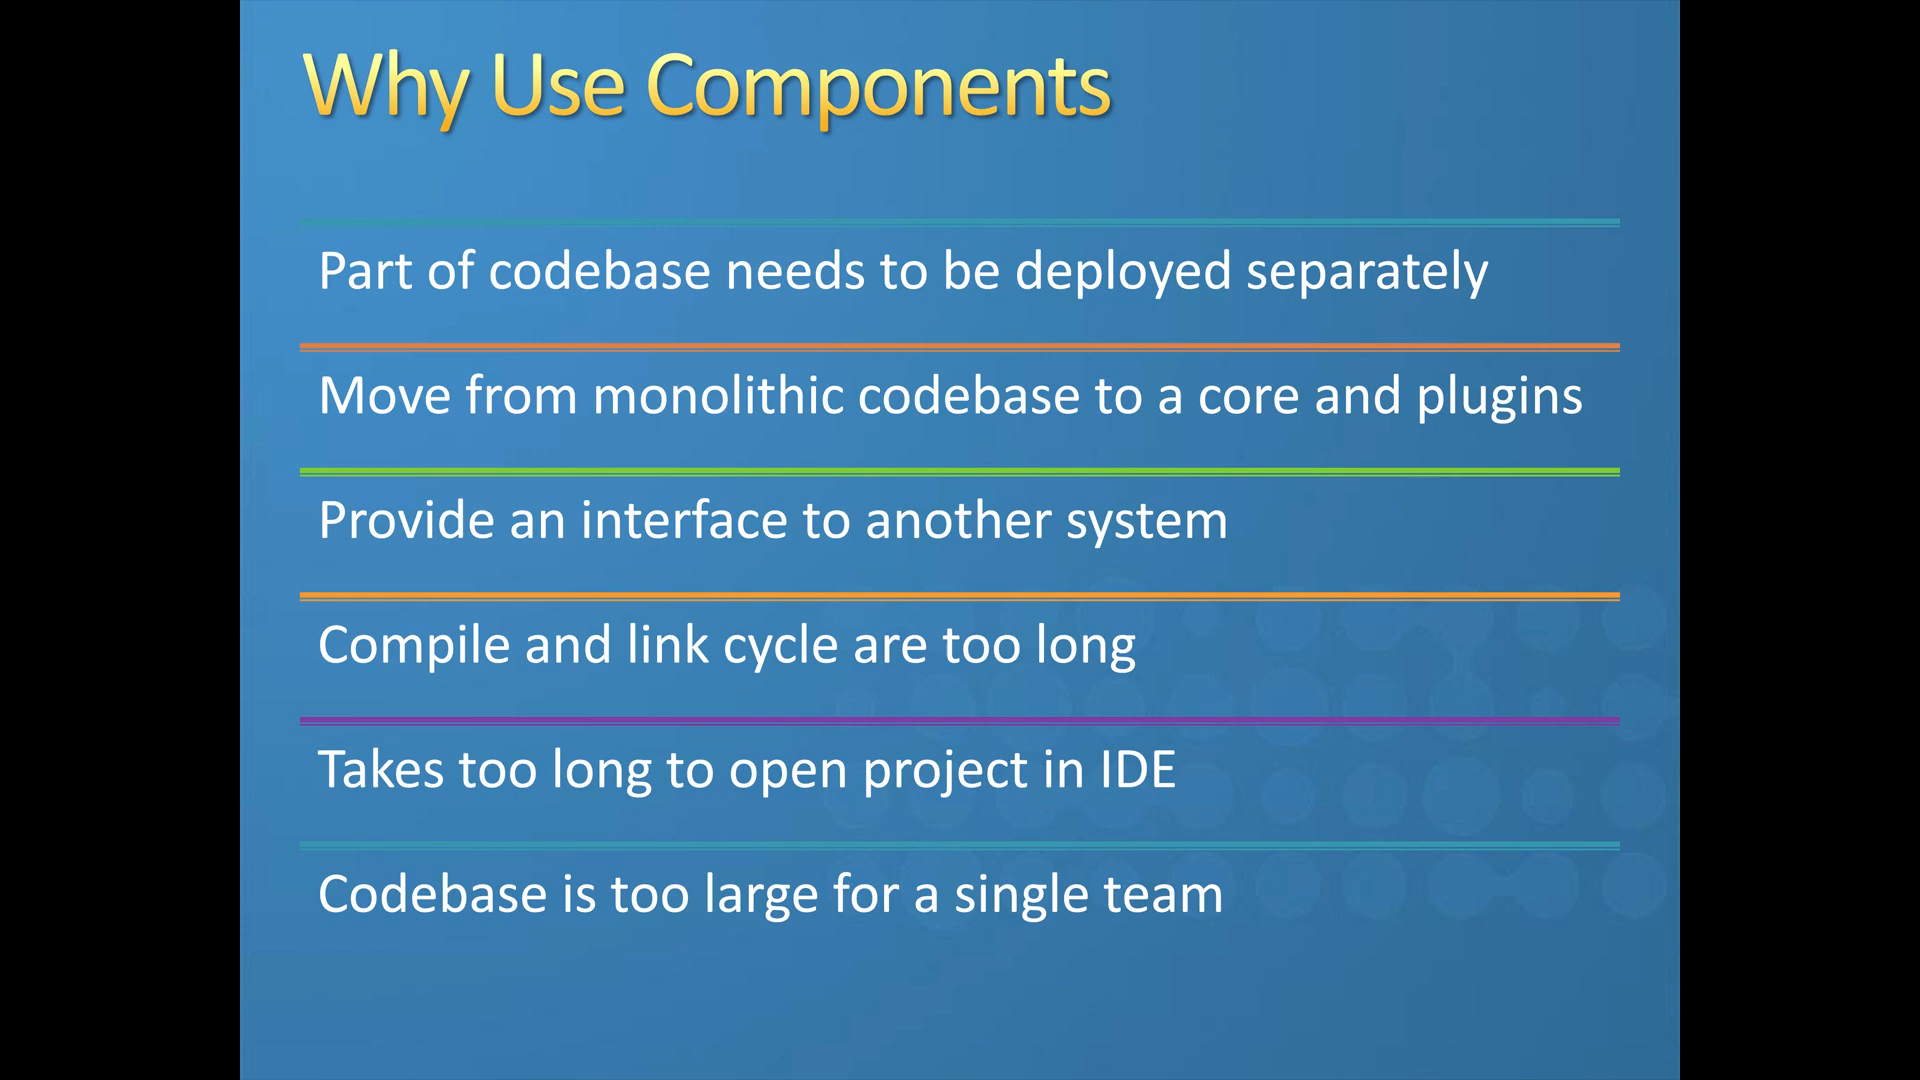 Why Use Components
Part of codebase needs to be deployed separately
Move from monolithic codebase to a core and plugins
Provide an interface to another system
Compile and link cycle are too long
Takes too long to open project in IDE
Codebase is too large for a single team